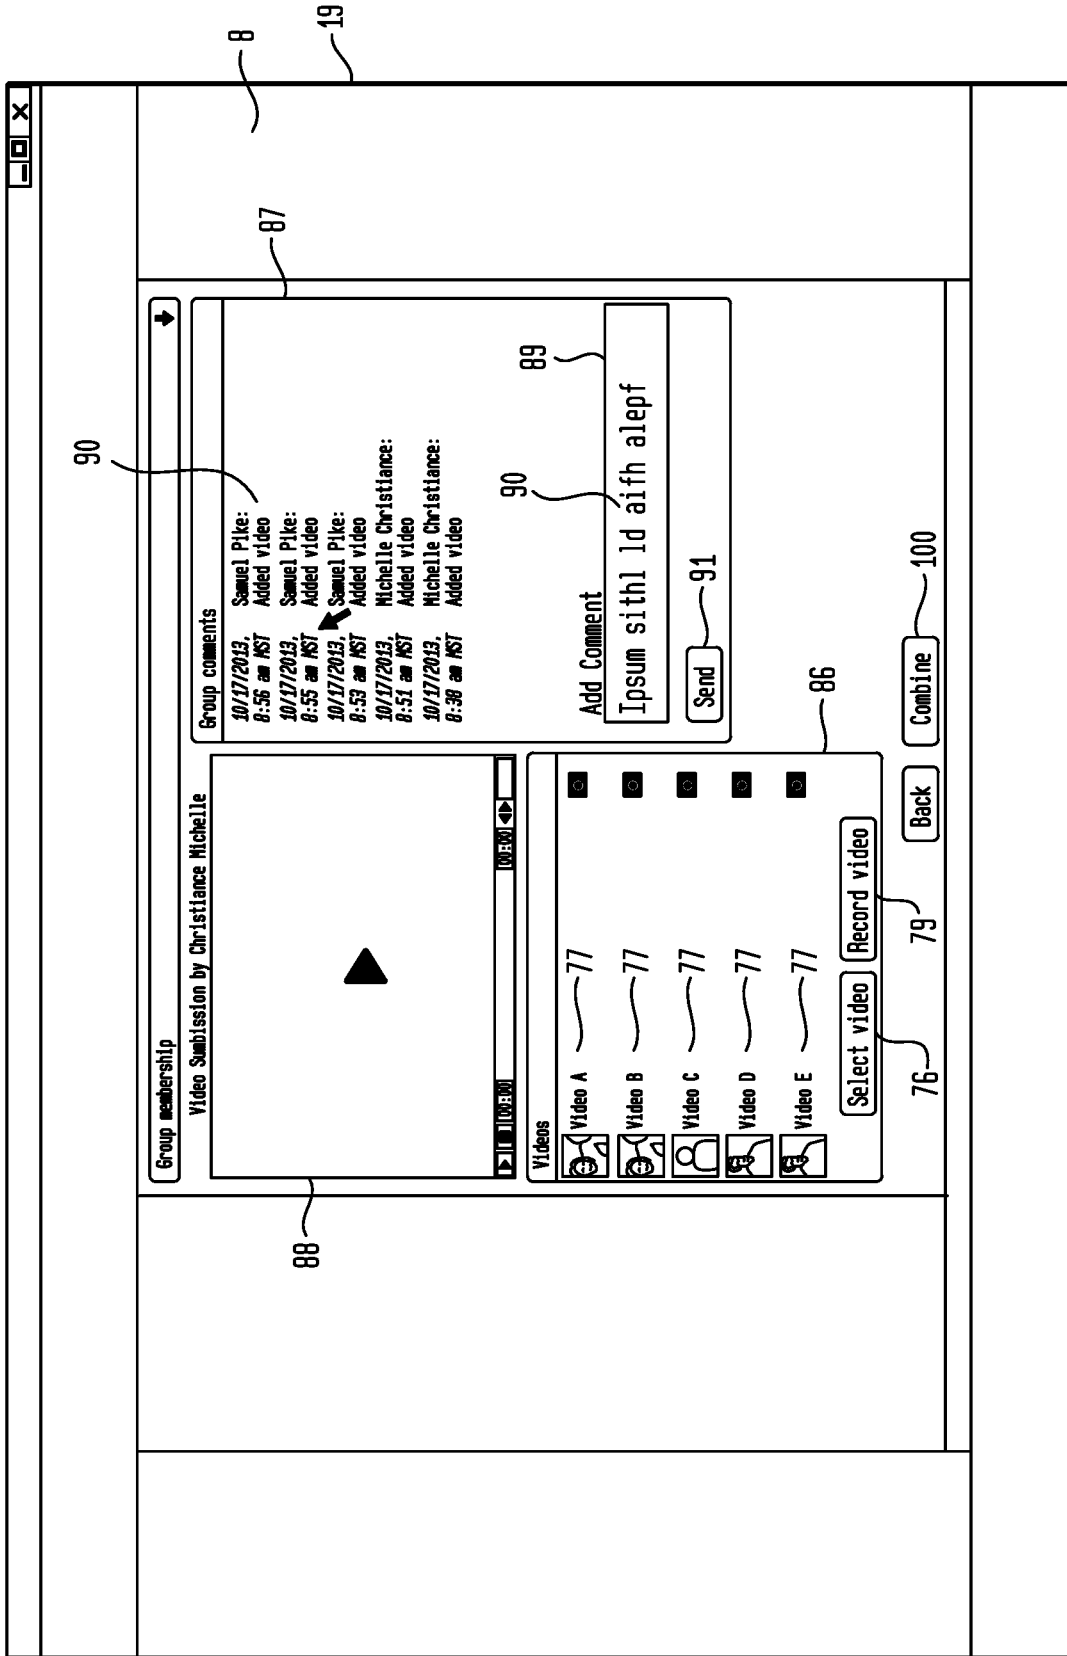 8
19
Group membership
Video Sumbission by Christiance Michelle
88
00:00
00:00
Group comments
90
87
10/17/2013, Samuel Pike:
8:56 am MST Added video
10/17/2013, Samuel Pike:
8:55 am MST Added video
10/17/2013, Samuel Pike:
8:53 am MST Added video
10/17/2013, Michelle Christiance:
8:51 am MST Added video
10/17/2013, Michelle Christiance:
8:38 am MST Added video
Add Comment
90
89
Ipsum sithl ld aifh alepf
Send
91
Videos
Video A 77
Video B 77
Video C 77
Video D 77
Video E 77
86
Select video
Record video
76
79
Back
Combine
100